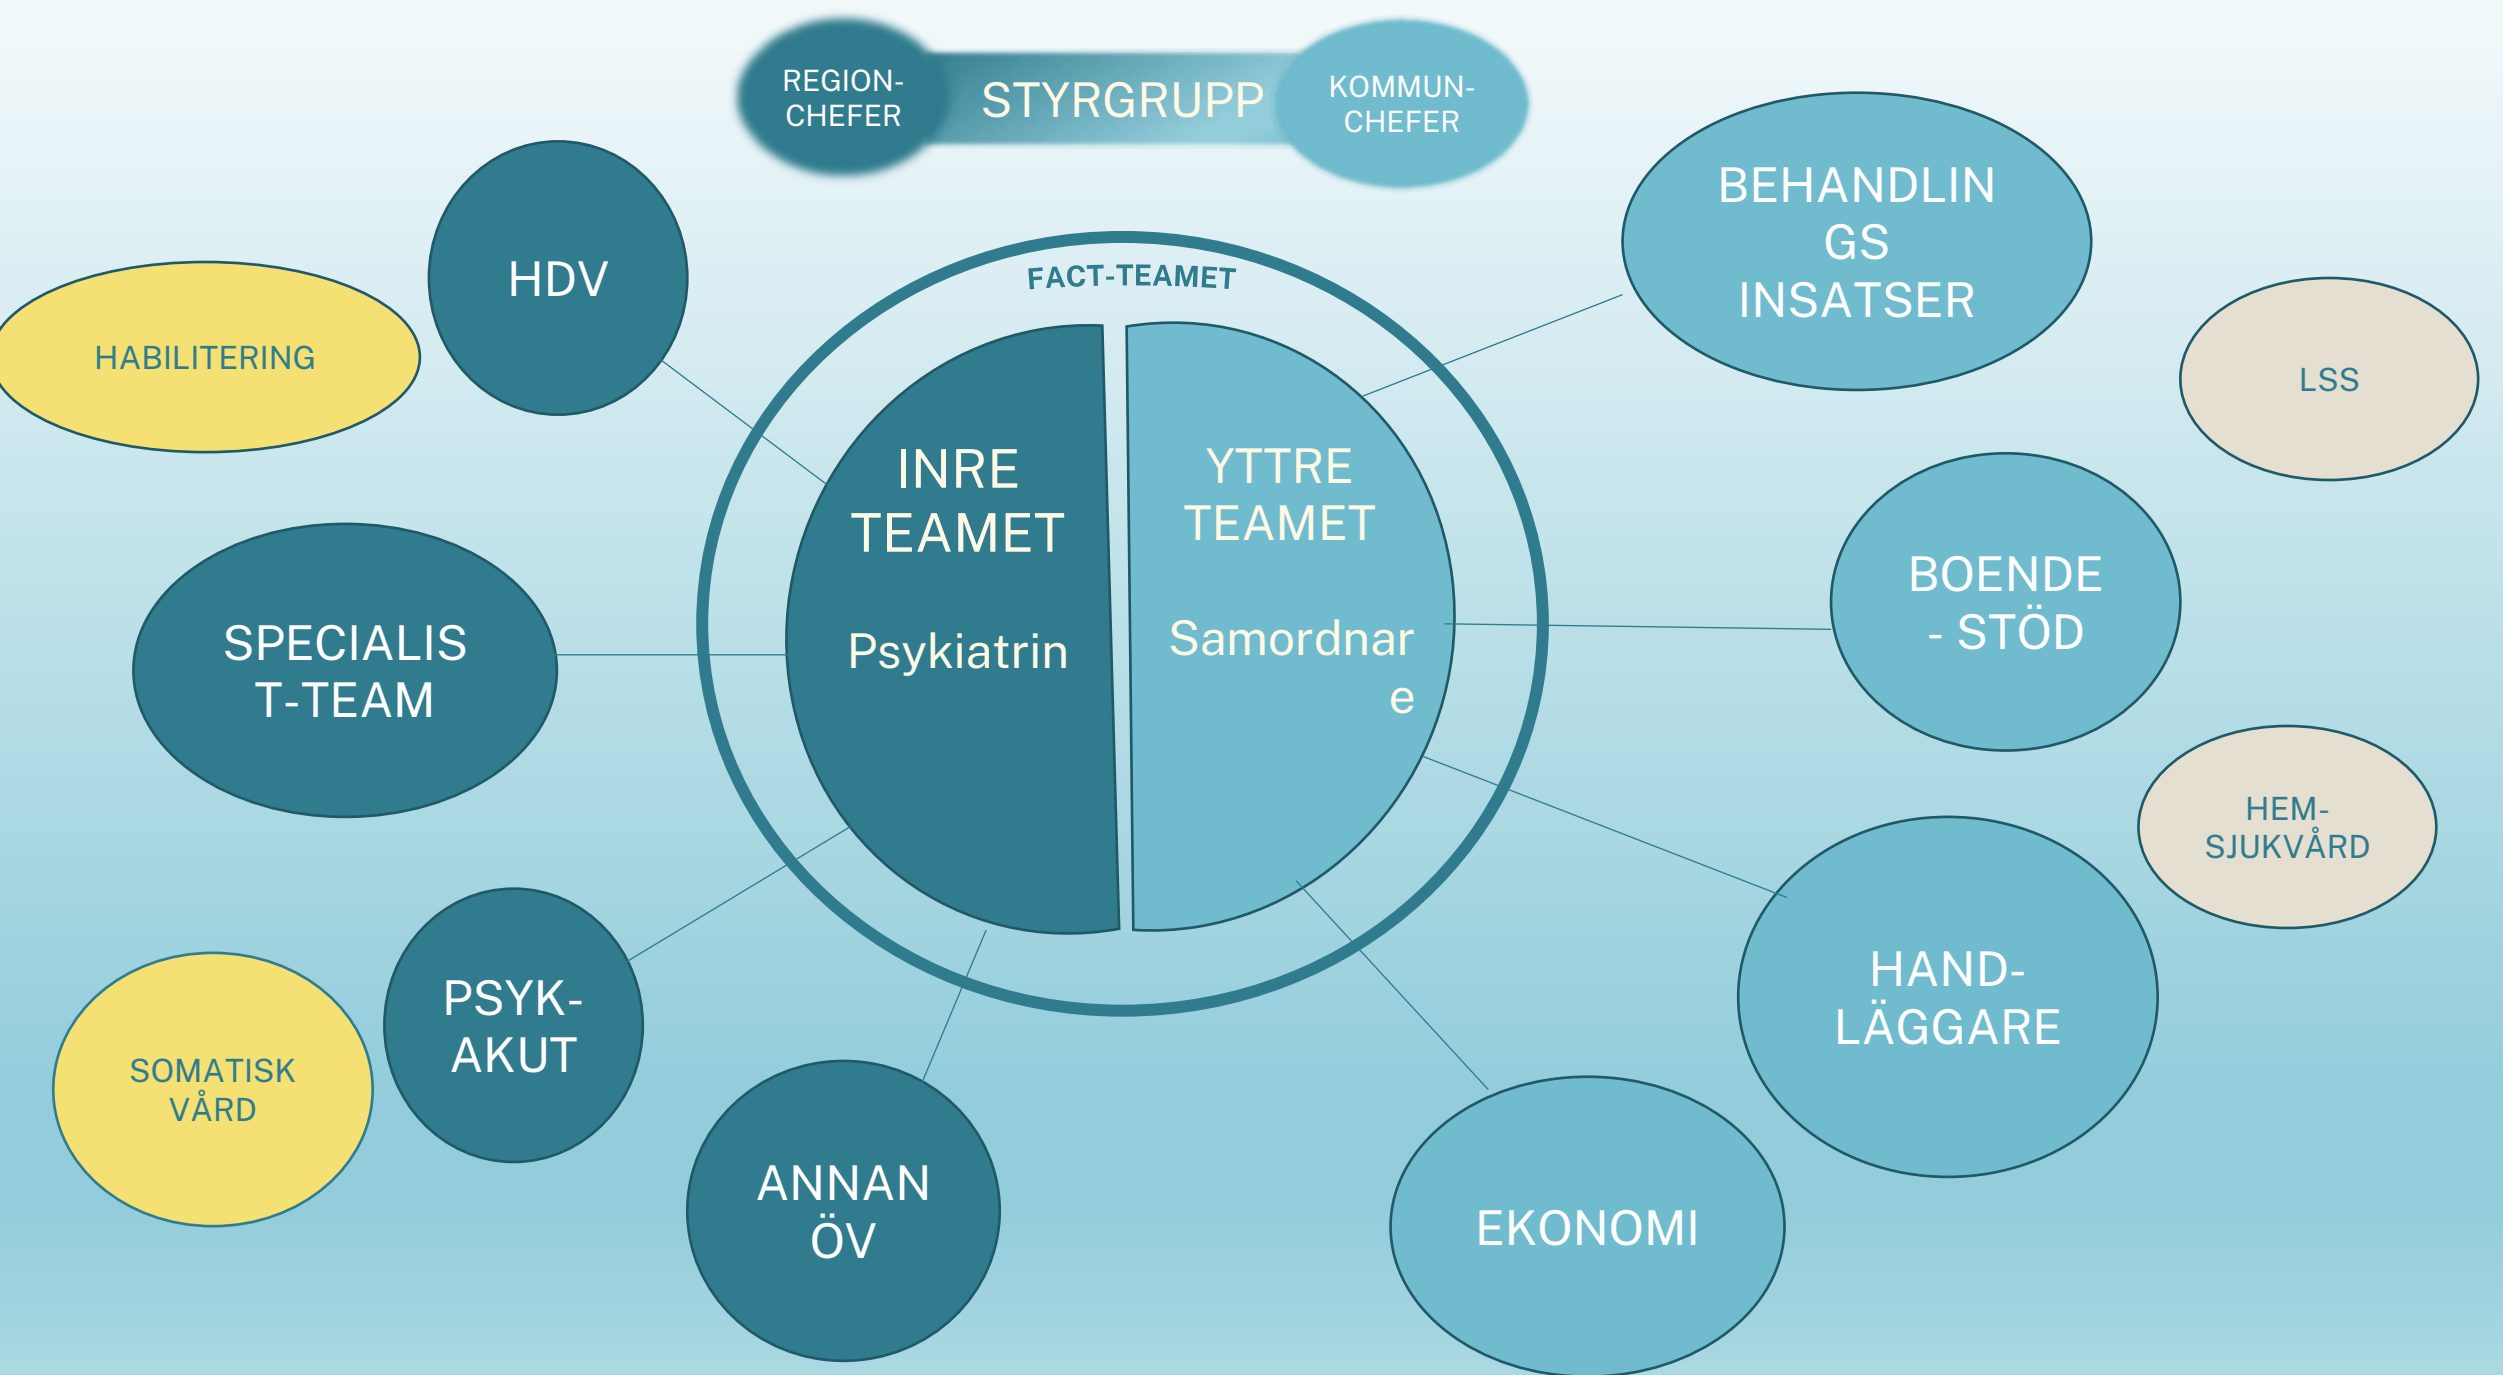 REGION-
CHEFER
STYRGRUPP
KOMMUN-
CHEFER
FACT-TEAMET
INRE
TEAMET
Psykiatrin
YTTRE
TEAMET
Samordnar
e
HDV
HABILITERING
SPECIALIS
T-TEAM
PSYK-
AKUT
SOMATISK
VÅRD
ANNAN
ÖV
BEHANDLIN
GS
INSATSER
LSS
BOENDE
- STÖD
HEM-
SJUKVÅRD
HAND-
LÄGGARE
EKONOMI